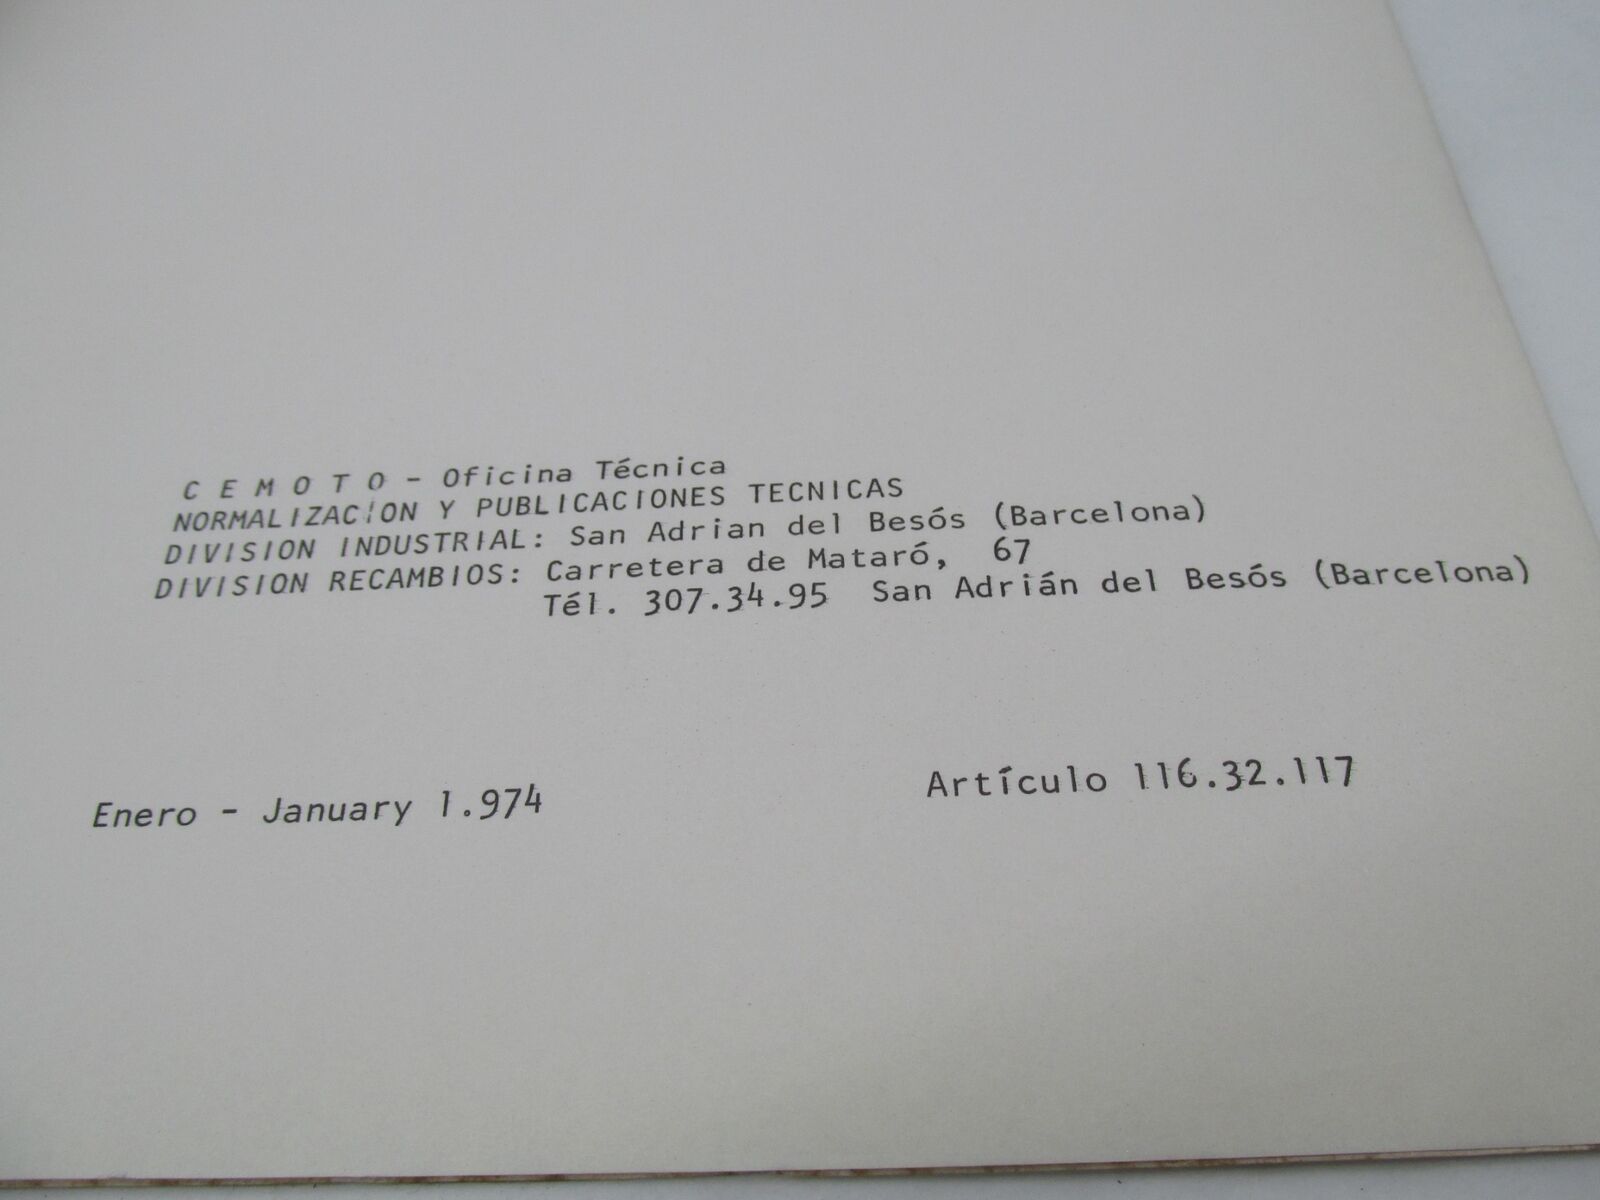 C E M O T O - Oficina Técnica
NORMALIZACION Y PUBLICACIONES TECNICAS
DIVISION INDUSTRIAL: San Adrian del Besós (Barcelona)
DIVISION RECAMBIOS: Carretera de Mataró, 67
Tél. 307.34.95 San Adrián del Besós (Barcelona)
Enero - January 1.974
Artículo 116.32.117